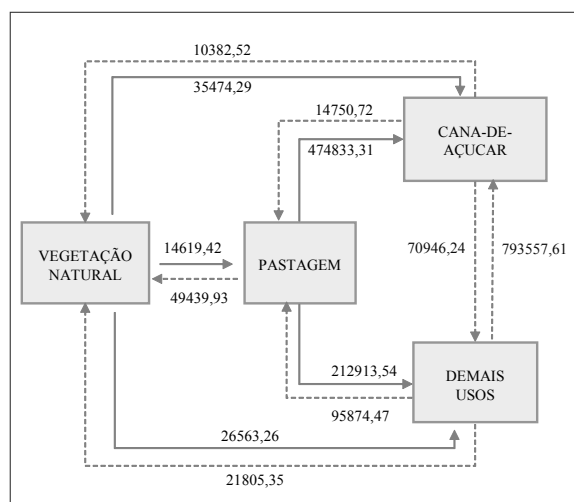 10382,52
35474,29
14750,72
CANA-DE-
AÇUCAR
474833,31
VEGETAÇÃO
NATURAL
14619,42
49439,93
PASTAGEM
70946,24
793557,61
212913,54
95874,47
DEMAIS
USOS
26563,26
21805,35